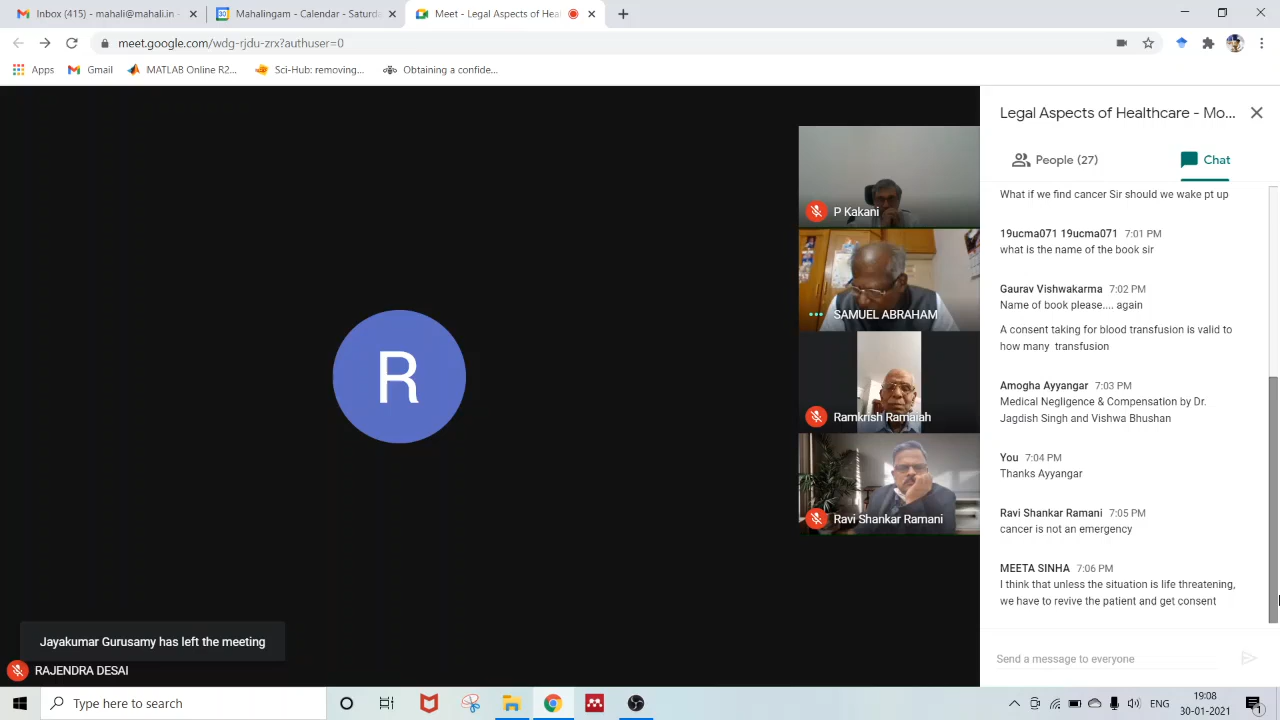 Inbox (415) - mahali@mahali.in
Mahalingam - Calendar - Saturda
Meet - Legal Aspects of Heal
meet.google.com/wdg-rjdu-zrx?authuser=0
Apps
Gmail
MATLAB Online R2...
Sci-Hub: removing...
Obtaining a confide...
Legal Aspects of Healthcare - Mo...
People (27)
Chat
What if we find cancer Sir should we wake pt up
19ucma071 19ucma071 7:01 PM
what is the name of the book sir
Gaurav Vishwakarma 7:02 PM
Name of book please.... again
A consent taking for blood transfusion is valid to
how many transfusion
Amogha Ayyangar 7:03 PM
Medical Negligence & Compensation by Dr.
Jagdish Singh and Vishwa Bhushan
You 7:04 PM
Thanks Ayyangar
Ravi Shankar Ramani 7:05 PM
cancer is not an emergency
MEETA SINHA 7:06 PM
I think that unless the situation is life threatening,
we have to revive the patient and get consent
Send a message to everyone
P Kakani
SAMUEL ABRAHAM
Ramkrish Ramaiah
Ravi Shankar Ramani
R
Jayakumar Gurusamy has left the meeting
RAJENDRA DESAI
Type here to search
ENG
19:08
30-01-2021
1